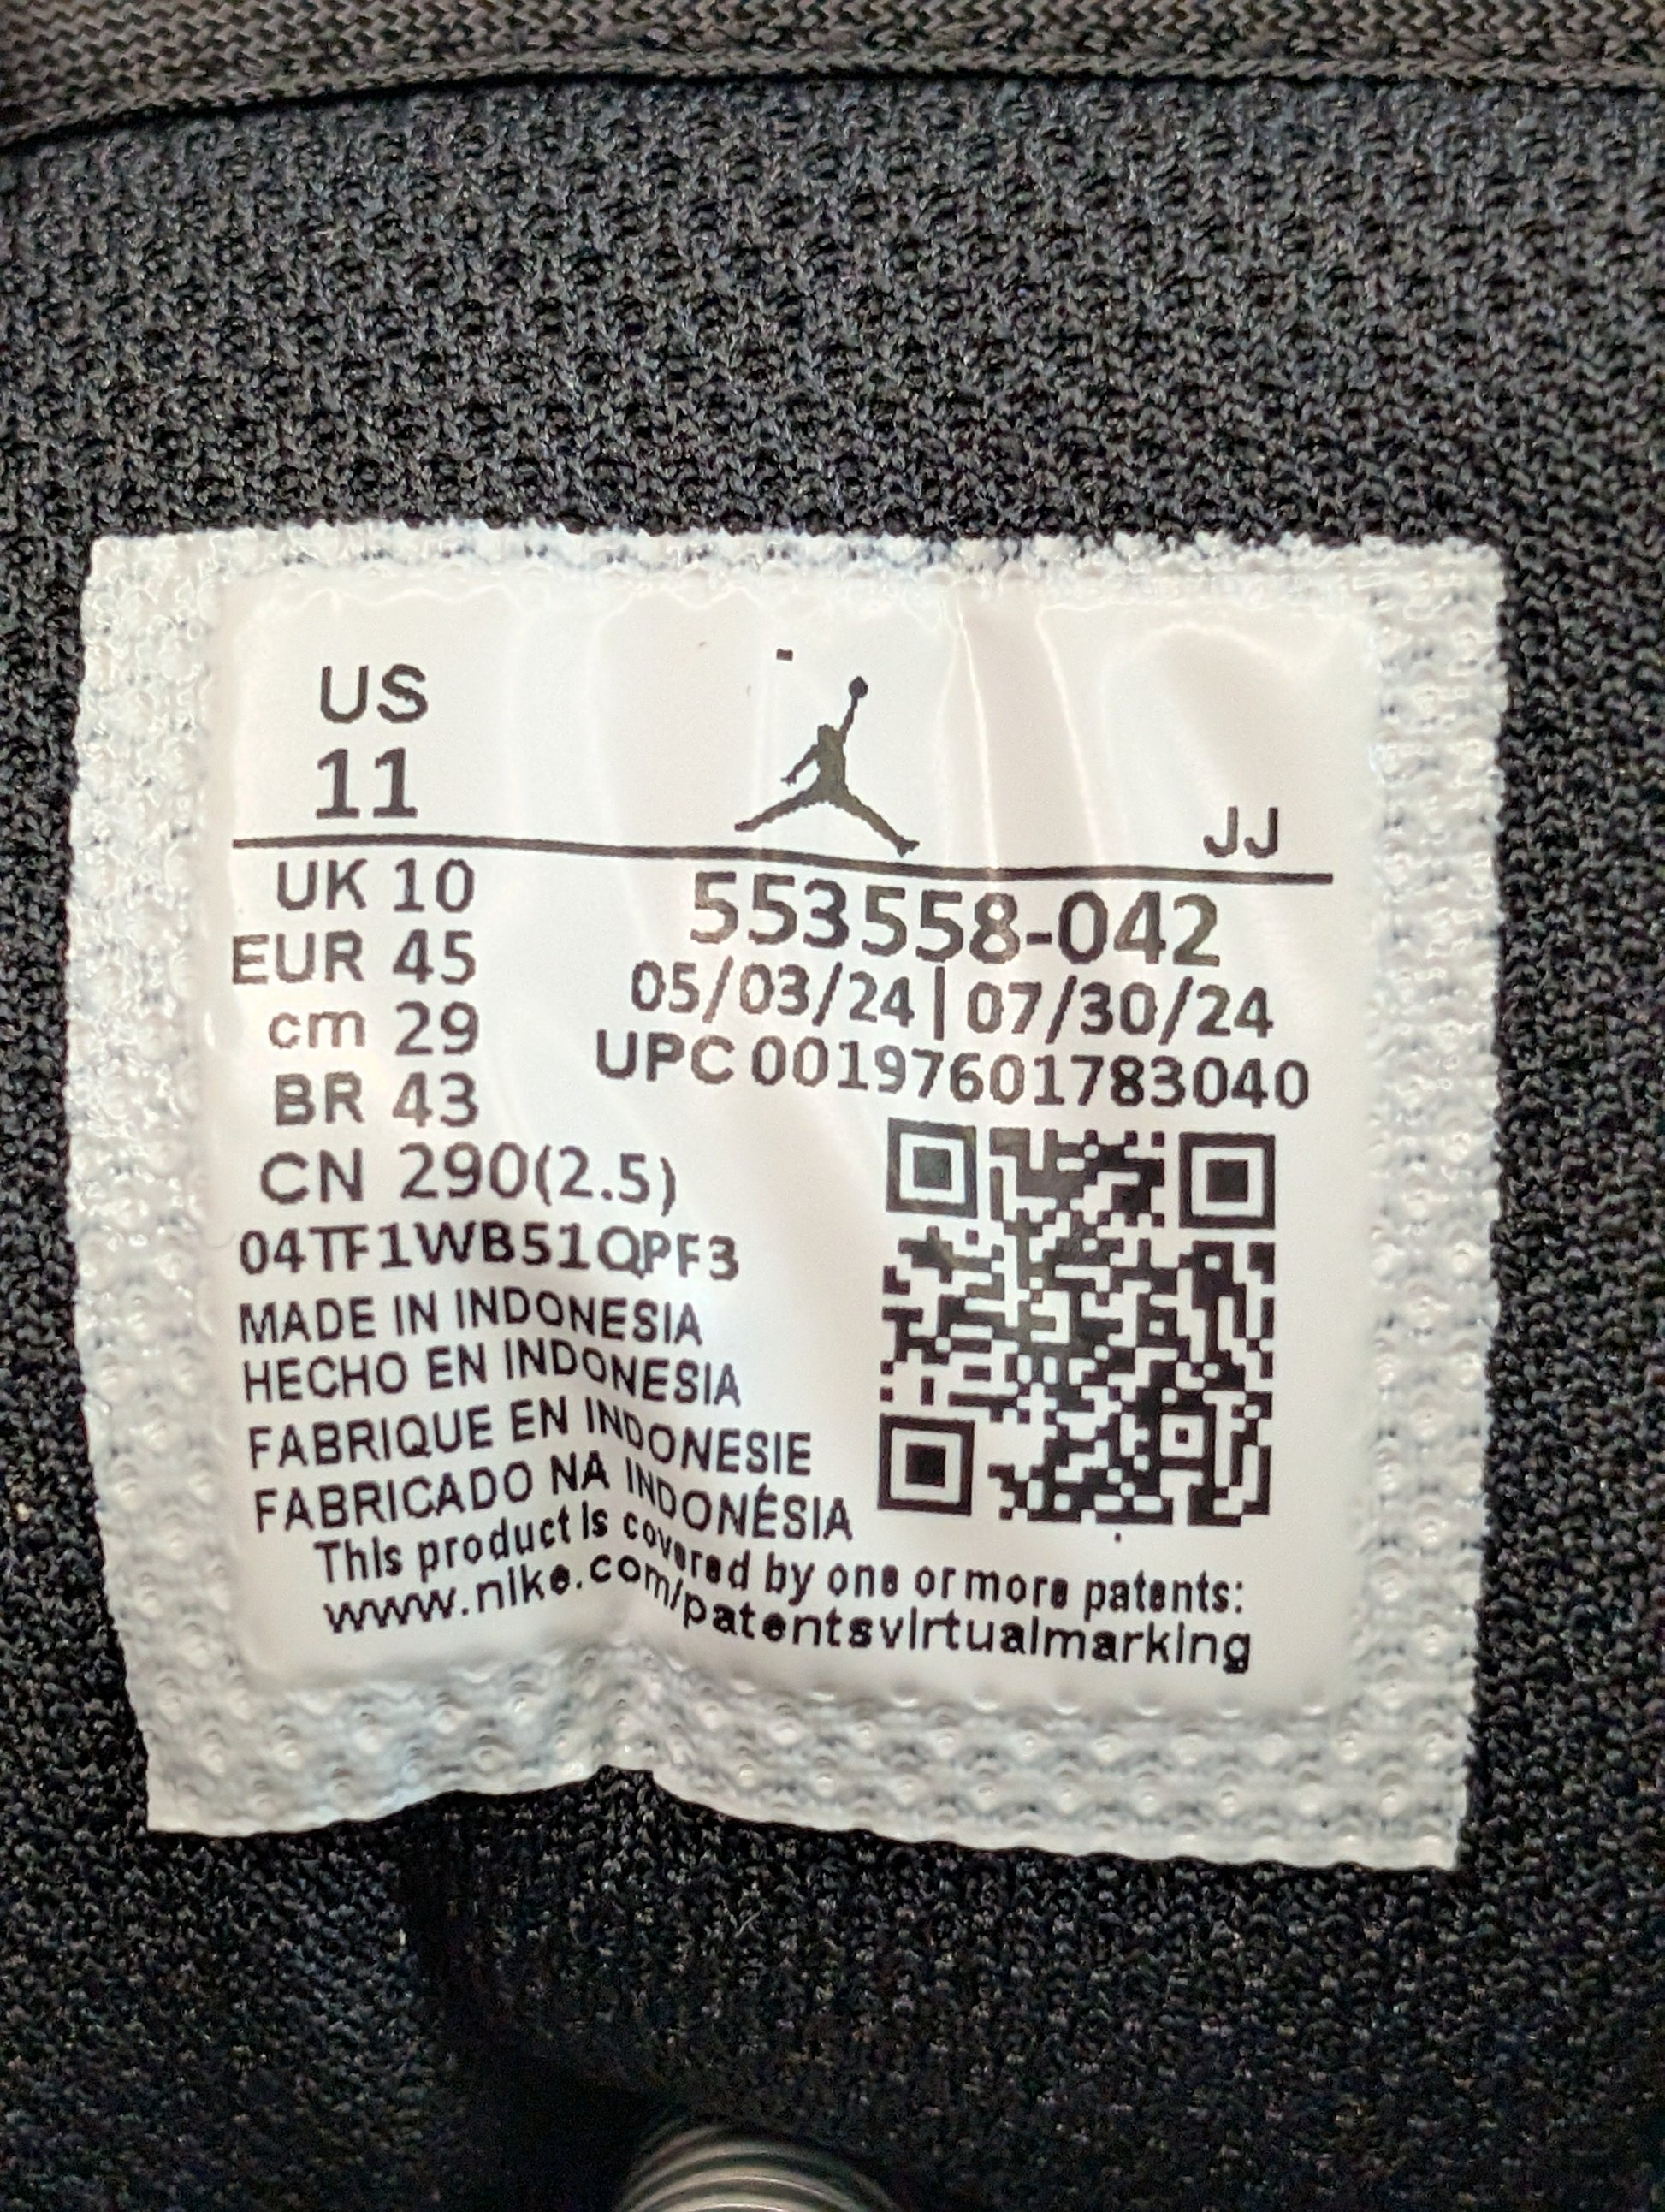 US
11
JJ
UK 10
EUR 45
cm 29
BR 43
CN 290(2.5)
553558-042
05/03/24|07/30/24
UPC 00197601783040
04TF1WB51QPF3
MADE IN INDONESIA
HECHO EN INDONESIA
FABRIQUE EN INDONESIE
FABRICADO NA INDONÉSIA
This product is covered by one or more patents:
www.nike.com/patentsvirtualmarking